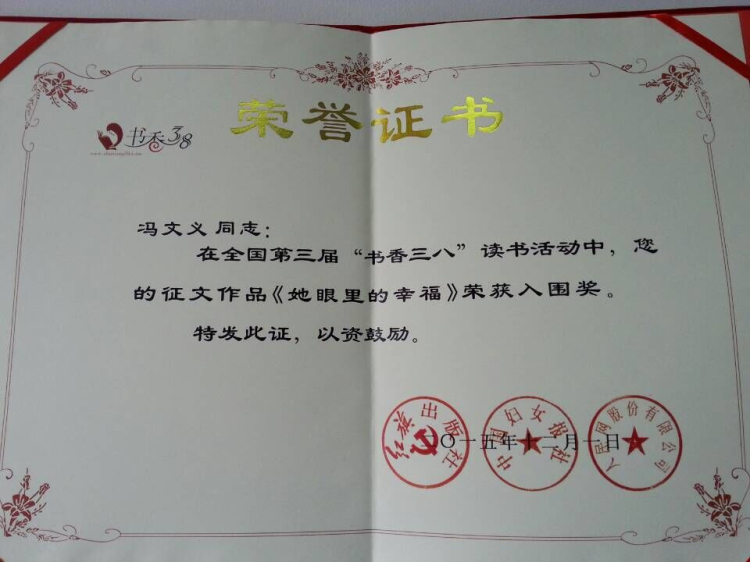 荣誉证书
书香38
冯文义同志：
在全国第三届“书香三八”读书活动中，您
的征文作品《她眼里的幸福》荣获入围奖。
特发此证，以资鼓励。
红旗出版社
中国妇女报社
人民网股份有限公司
〇一五年十二月一日